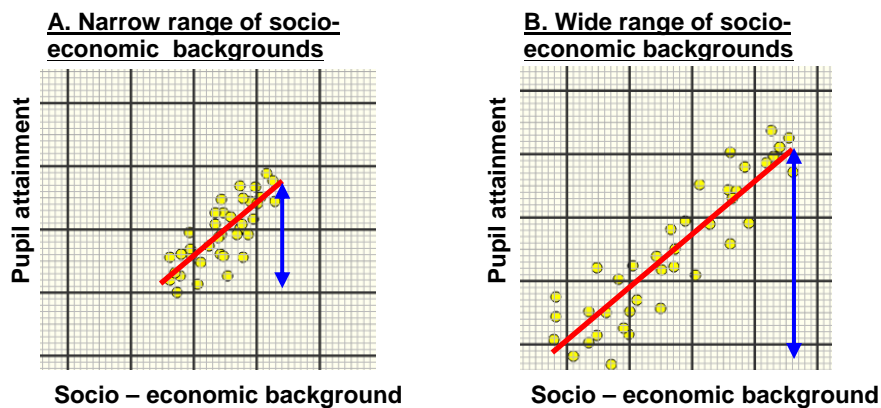 A. Narrow range of socio-
economic backgrounds
Pupil attainment
Socio – economic background
B. Wide range of socio-
economic backgrounds
Pupil attainment
Socio – economic background